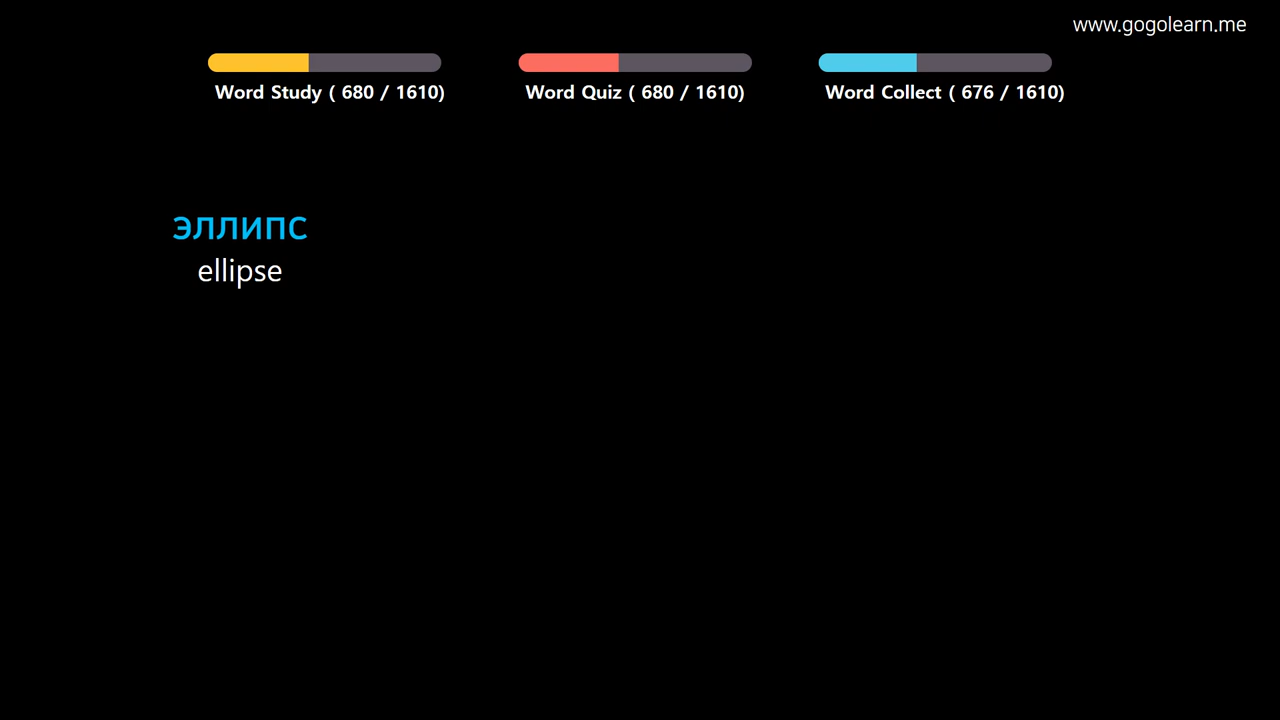 www.gogolearn.me
Word Study ( 680 / 1610)
Word Quiz ( 680 / 1610)
Word Collect ( 676 / 1610)
эллипс
ellipse